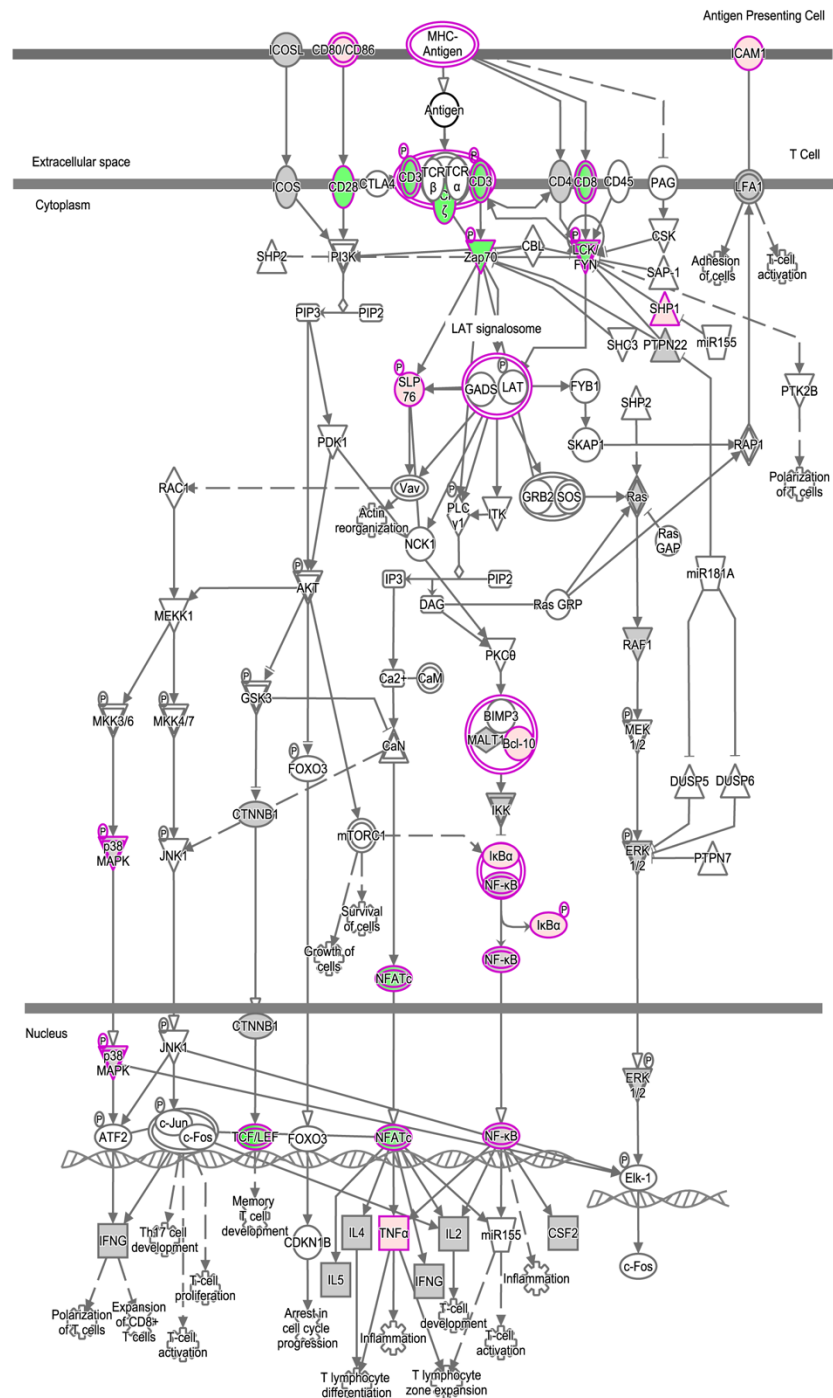 Antigen Presenting Cell
ICOSL
CD80/CD86
MHC-
Antigen
ICAM1
Antigen
Extracellular space
T Cell
P
P
CD3
TCR
β
TCR
α
CD3
ζ
ICOS
CD28
CTLA4
CD4
CD8
CD45
PAG
LFA1
Cytoplasm
P
P
SHP2
PI3K
Zap70
CBL
LCK/
FYN
CSK
SAP-1
Adhesion
of cells
T-cell
activation
PIP3
PIP2
LAT signalosome
SHP1
SHC3
PTPN22
miR155
P
SLP
76
GADS
P
LAT
FYB1
SHP2
PTK2B
PDK1
SKAP1
RAP1
RAC1
Vav
P
PLC
γ1
ITK
GRB2
SOS
Ras
Polarization
of T cells
Actin
reorganization
NCK1
Ras
GAP
P
AKT
IP3
PIP2
miR181A
MEKK1
DAG
Ras GRP
PKCθ
RAF1
Ca2+
CaM
P
MKK3/6
P
MKK4/7
P
GSK3
BIMP3
MALT1
Bcl-10
P
MEK
1/2
CaN
P
FOXO3
DUSP5
DUSP6
CTNNB1
IKK
P
p38
MAPK
P
JNK1
mTORC1
IκBα
P
ERK
1/2
PTPN7
NF-κB
Survival
of cells
P
IκBα
Growth of
cells
NF-κB
NFATc
CTNNB1
Nucleus
P
p38
MAPK
P
JNK1
P
ERK
1/2
P
ATF2
P
c-Jun
c-Fos
TCF/LEF
FOXO3
NFATc
NF-κB
P
Elk-1
Memory
T cell
development
IFNG
Th17 cell
development
CDKN1B
IL4
TNFα
IL2
miR155
CSF2
c-Fos
T-cell
proliferation
IL5
IFNG
Inflammation
Polarization
of T cells
Expansion
of CD8+
T cells
T-cell
activation
Arrest in
cell cycle
progression
Inflammation
T-cell
development
T-cell
activation
T lymphocyte
differentiation
T lymphocyte
zone expansion